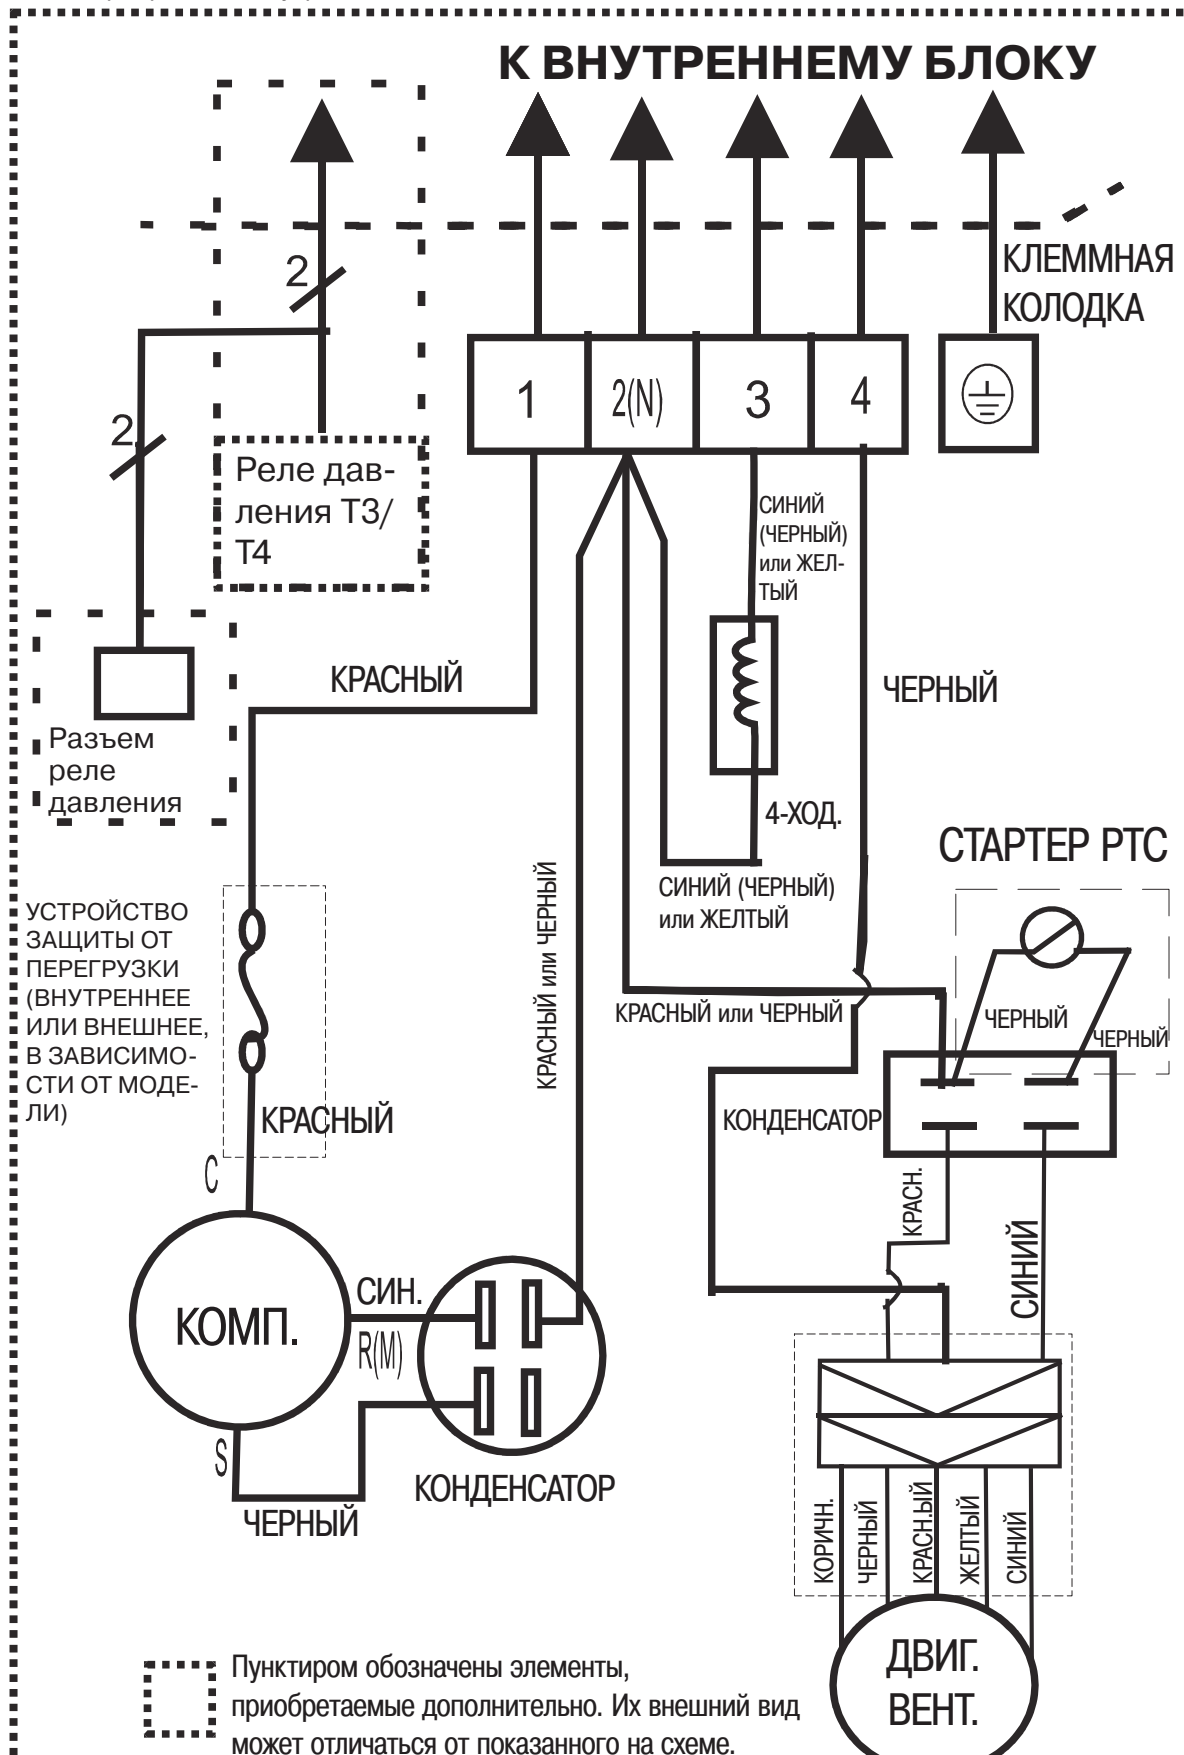 К ВНУТРЕННЕМУ БЛОКУ
КЛЕММНАЯ
КОЛОДКА
2
2
1
2(N)
3
4
Реле дав-
ления Т3/
Т4
СИНИЙ
(ЧЕРНЫЙ)
или ЖЕЛ-
ТЫЙ
КРАСНЫЙ
ЧЕРНЫЙ
Разъем
реле
давления
4-ХОД.
СТАРТЕР PTC
СИНИЙ (ЧЕРНЫЙ)
или ЖЕЛТЫЙ
КРАСНЫЙ или ЧЕРНЫЙ
УСТРОЙСТВО
ЗАЩИТЫ ОТ
ПЕРЕГРУЗКИ
(ВНУТРЕННЕЕ
ИЛИ ВНЕШНЕЕ,
В ЗАВИСИМО-
СТИ ОТ МОДЕ-
ЛИ)
КРАСНЫЙ или ЧЕРНЫЙ
ЧЕРНЫЙ
ЧЕРНЫЙ
КРАСНЫЙ
КОНДЕНСАТОР
C
КРАСН.
СИНИЙ
КОМП.
СИН.
R(M)
S
КОНДЕНСАТОР
ЧЕРНЫЙ
КОРИЧН.
ЧЕРНЫЙ
КРАСН.ЫЙ
ЖЕЛТЫЙ
СИНИЙ
ДВИГ.
ВЕНТ.
Пунктиром обозначены элементы,
приобретаемые дополнительно. Их внешний вид
может отличаться от показанного на схеме.